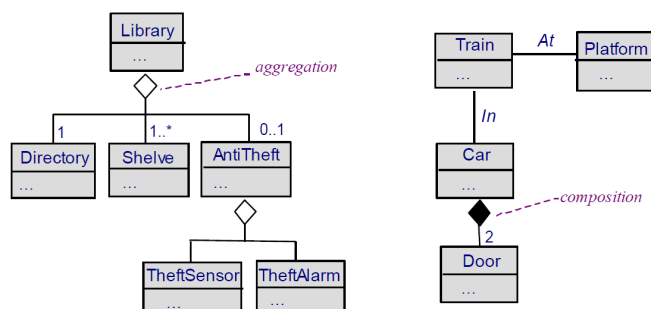 Library
...
aggregation
1
1..*
0..1
Directory
...
Shelve
...
AntiTheft
...
TheftSensor
...
TheftAlarm
...
Train
...
At
Platform
...
In
Car
...
composition
2
Door
...